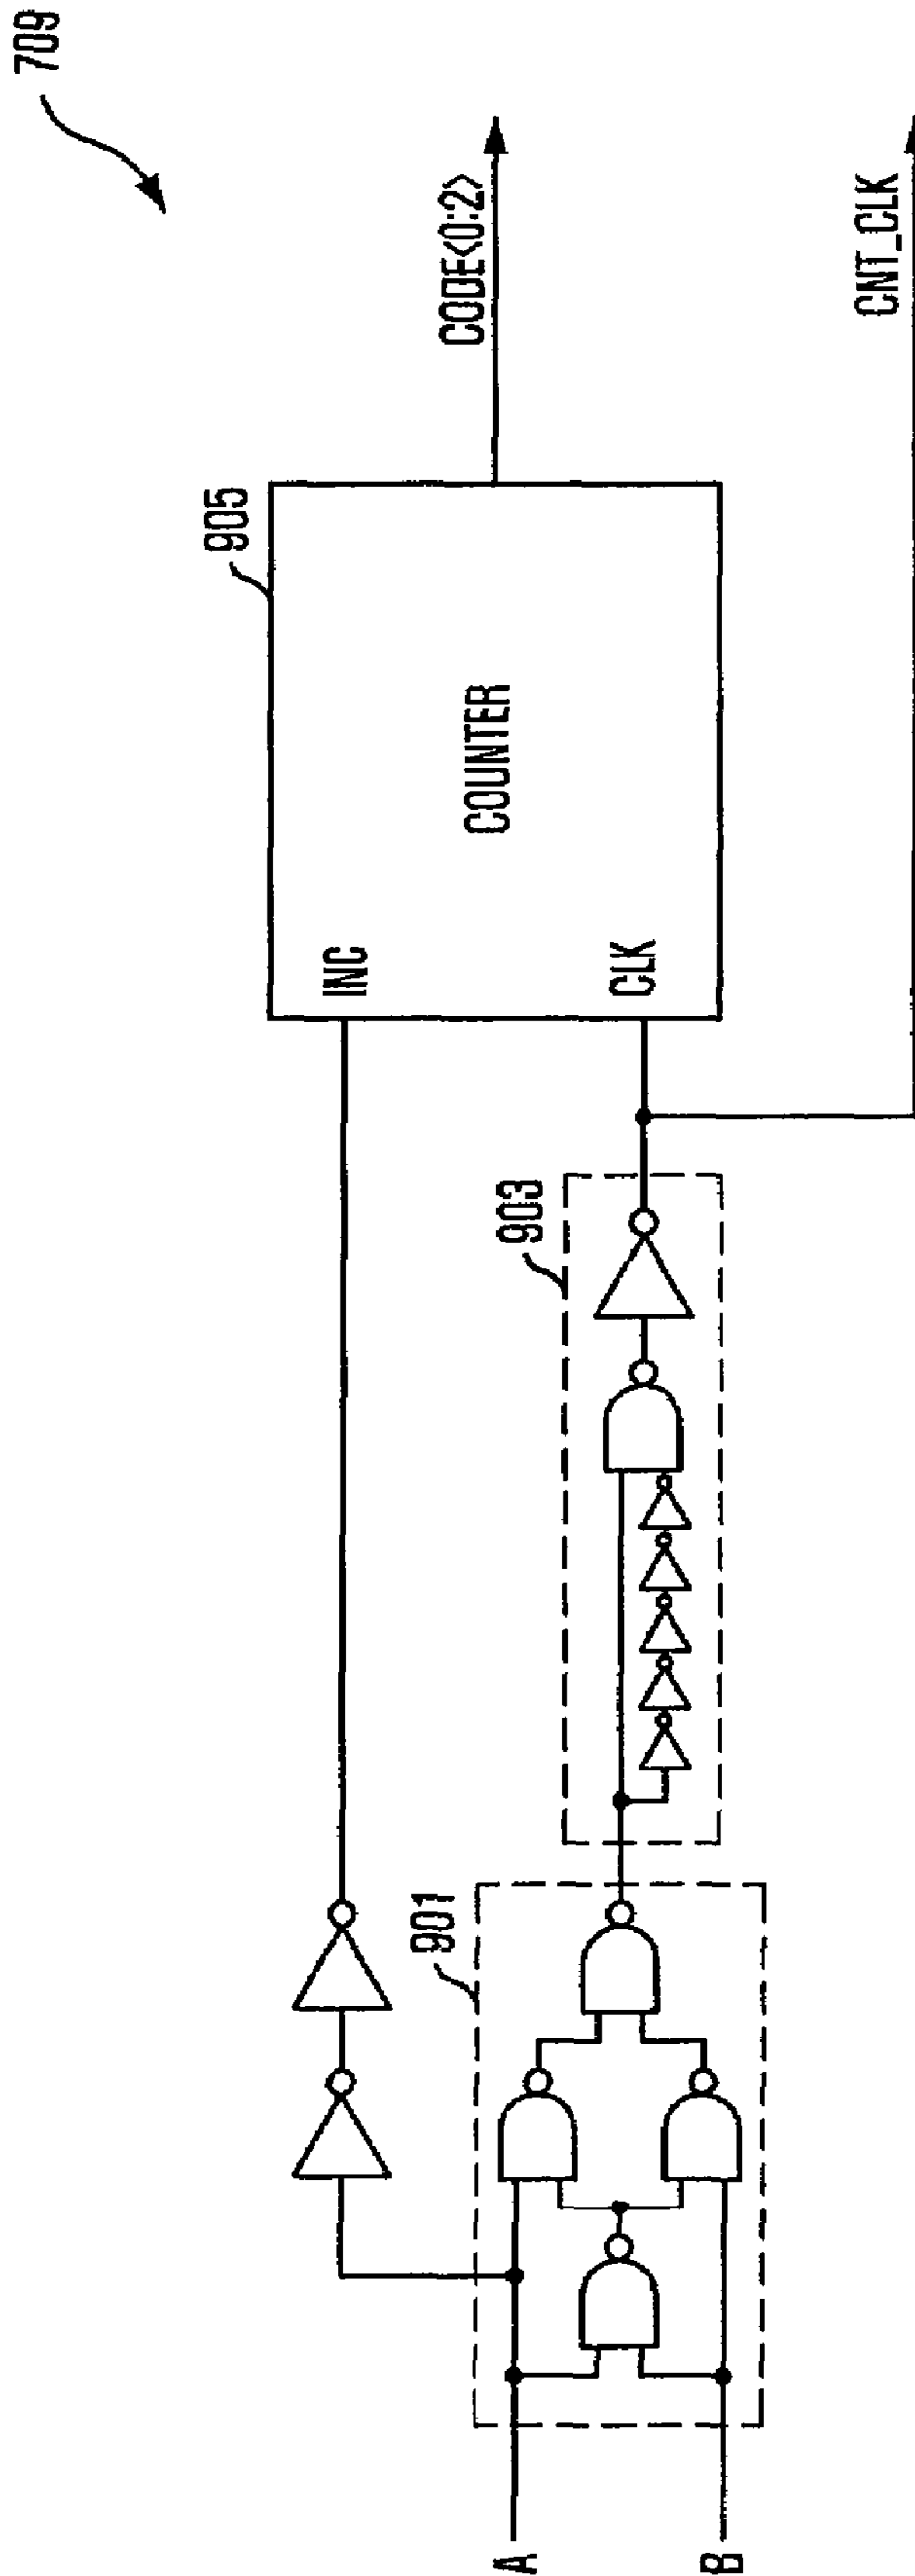 709
905
COUNTER
INC
CLK
CODE<0:2>
CNT_CLK
903
901
A
B